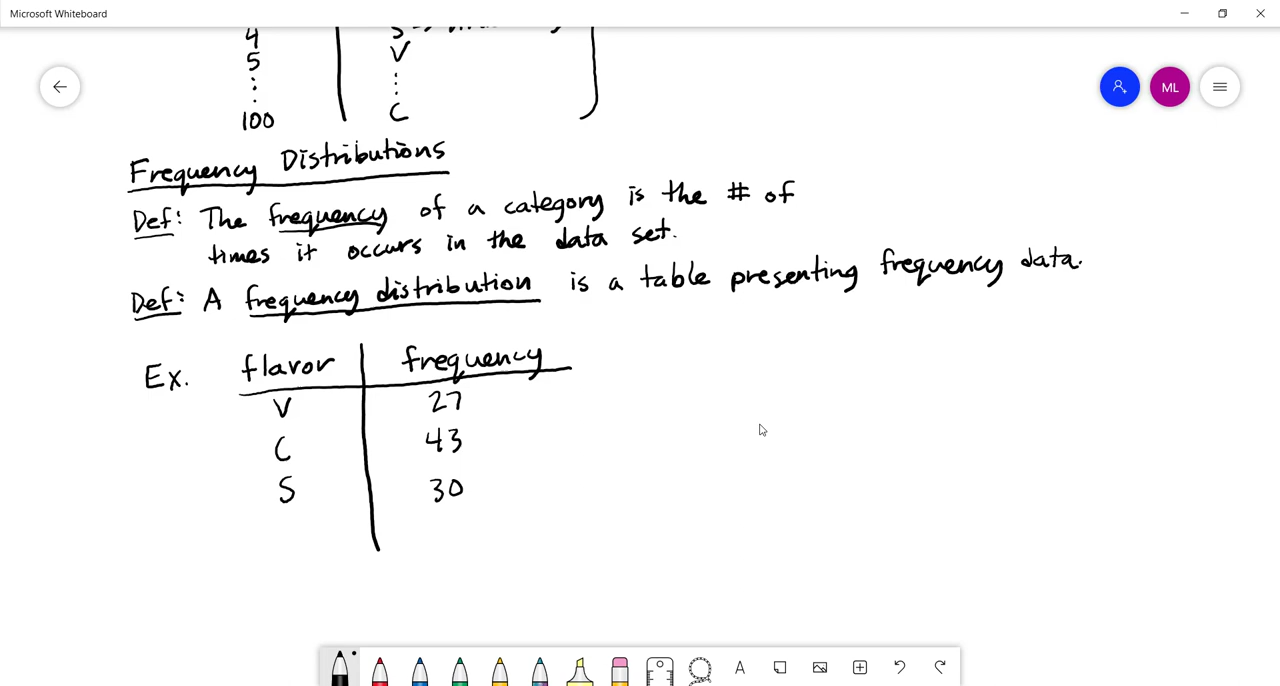 Microsoft Whiteboard
4
5 V
ML
100 C
Frequency Distributions
Def: The frequency of a category is the # of
times it occurs in the data set.
Def: A frequency distribution is a table presenting frequency data.
Ex. flavor frequency
V 27
C 43
S 30
A